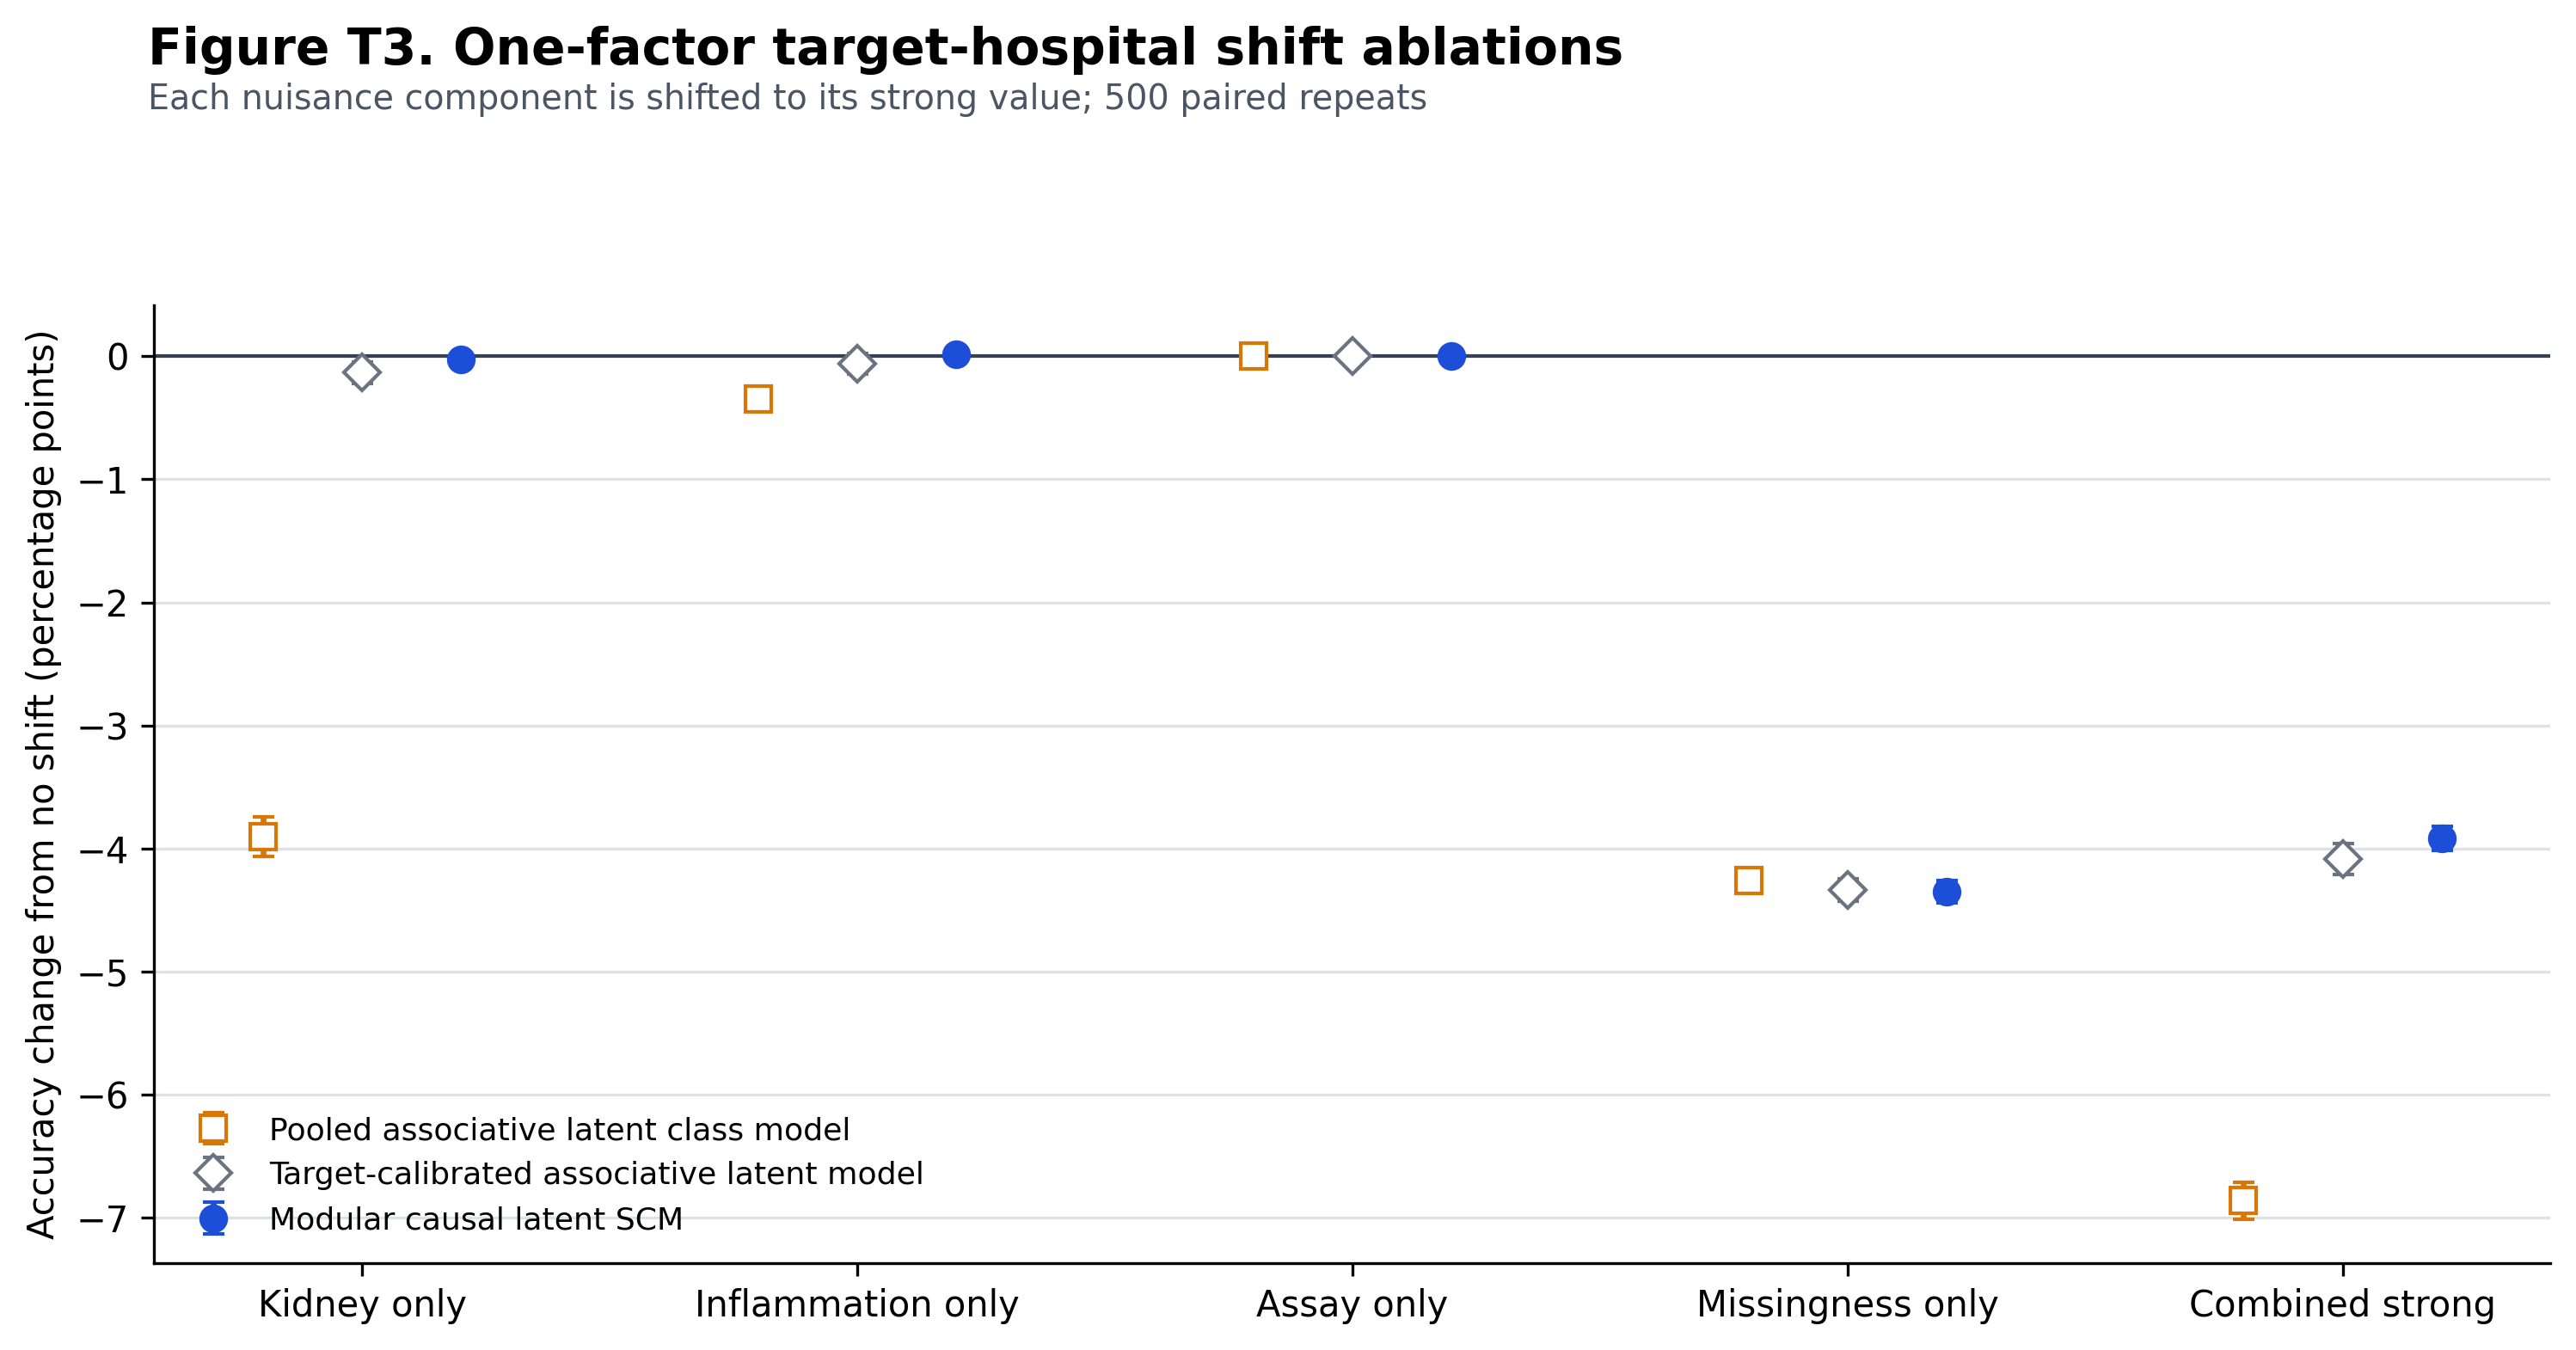 Figure T3. One-factor target-hospital shift ablations
Each nuisance component is shifted to its strong value; 500 paired repeats
Accuracy change from no shift (percentage points)
0
−1
−2
−3
−4
−5
−6
−7
Pooled associative latent class model
Target-calibrated associative latent model
Modular causal latent SCM
Kidney only
Inflammation only
Assay only
Missingness only
Combined strong